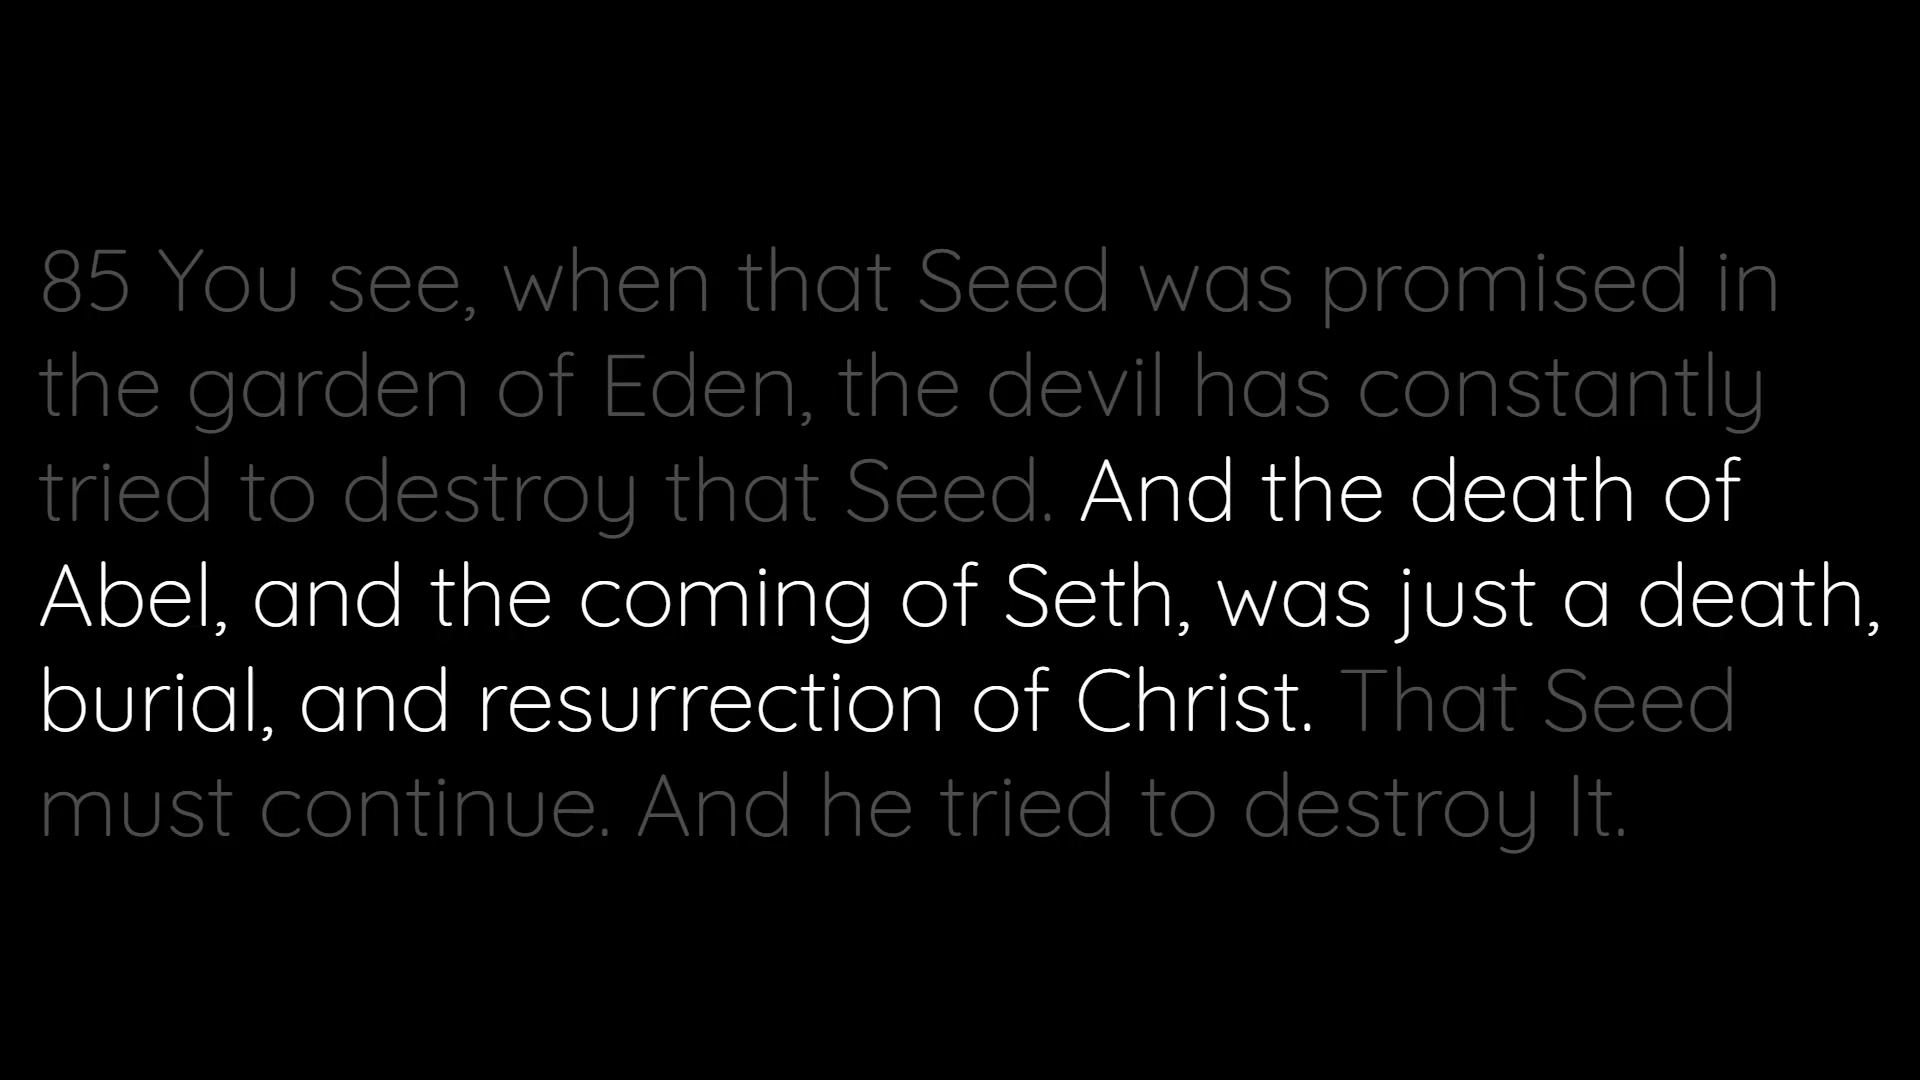 85 You see, when that Seed was promised in
the garden of Eden, the devil has constantly
tried to destroy that Seed. And the death of
Abel, and the coming of Seth, was just a death,
burial, and resurrection of Christ. That Seed
must continue. And he tried to destroy It.